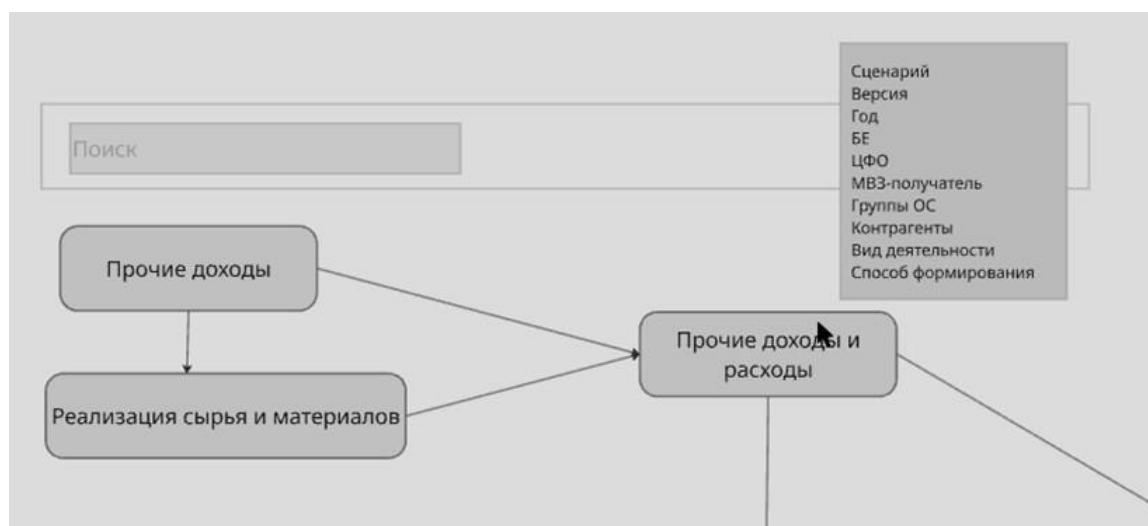 Сценарий
Версия
Год
БЕ
ЦФО
МВЗ-получатель
Группы ОС
Контрагенты
Вид деятельности
Способ формирования
Поиск
Прочие доходы
Прочие доходы и
расходы
Реализация сырья и материалов